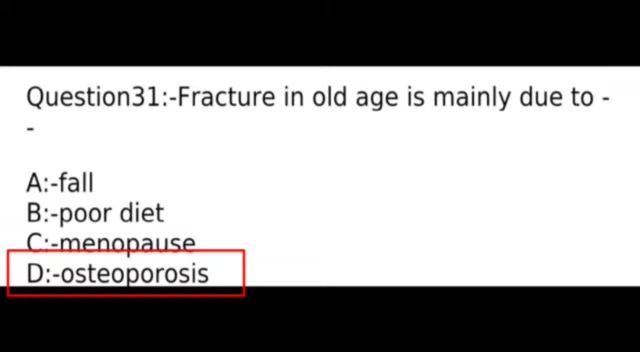 Question31:-Fracture in old age is mainly due to -
-
A:-fall
B:-poor diet
C:-menopause
D:-osteoporosis